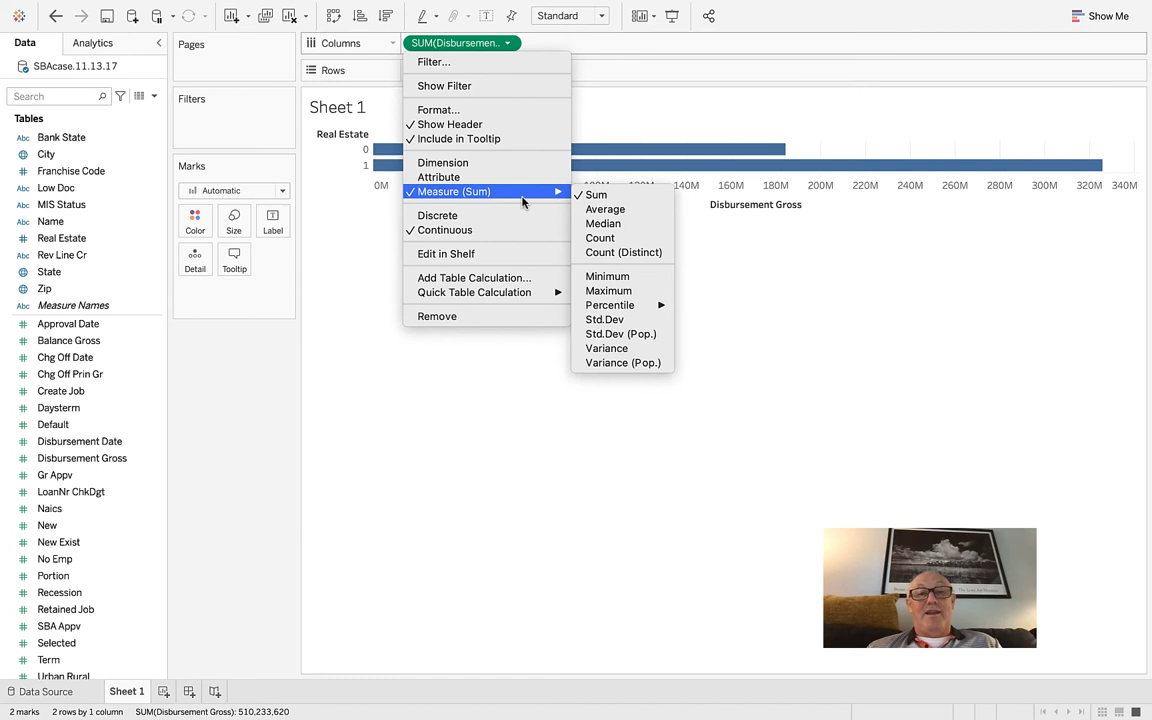 Standard
Show Me
Data
Analytics
SBAcase.11.13.17
Search
Tables
Bank State
City
Franchise Code
Low Doc
MIS Status
Name
Real Estate
Rev Line Cr
State
Zip
Measure Names
Approval Date
Balance Gross
Chg Off Date
Chg Off Prin Gr
Create Job
Daysterm
Default
Disbursement Date
Disbursement Gross
Gr Appv
LoanNr ChkDgt
Naics
New
New Exist
No Emp
Portion
Recession
Retained Job
SBA Appv
Selected
Term
Urban Rural
Pages
Filters
Marks
Automatic
Color
Size
Label
Detail
Tooltip
Columns
SUM(Disbursemen..
Rows
Sheet 1
Real Estate
0
1
0M
140M 160M 180M 200M 220M 240M 260M 280M 300M 320M 340M
Disbursement Gross
Filter...
Show Filter
Format...
Show Header
Include in Tooltip
Dimension
Attribute
Measure (Sum)
Discrete
Continuous
Edit in Shelf
Add Table Calculation...
Quick Table Calculation
Remove
Sum
Average
Median
Count
Count (Distinct)
Minimum
Maximum
Percentile
Std.Dev
Std.Dev (Pop.)
Variance
Variance (Pop.)
Data Source
Sheet 1
2 marks 2 rows by 1 column SUM(Disbursement Gross): 510,233,620